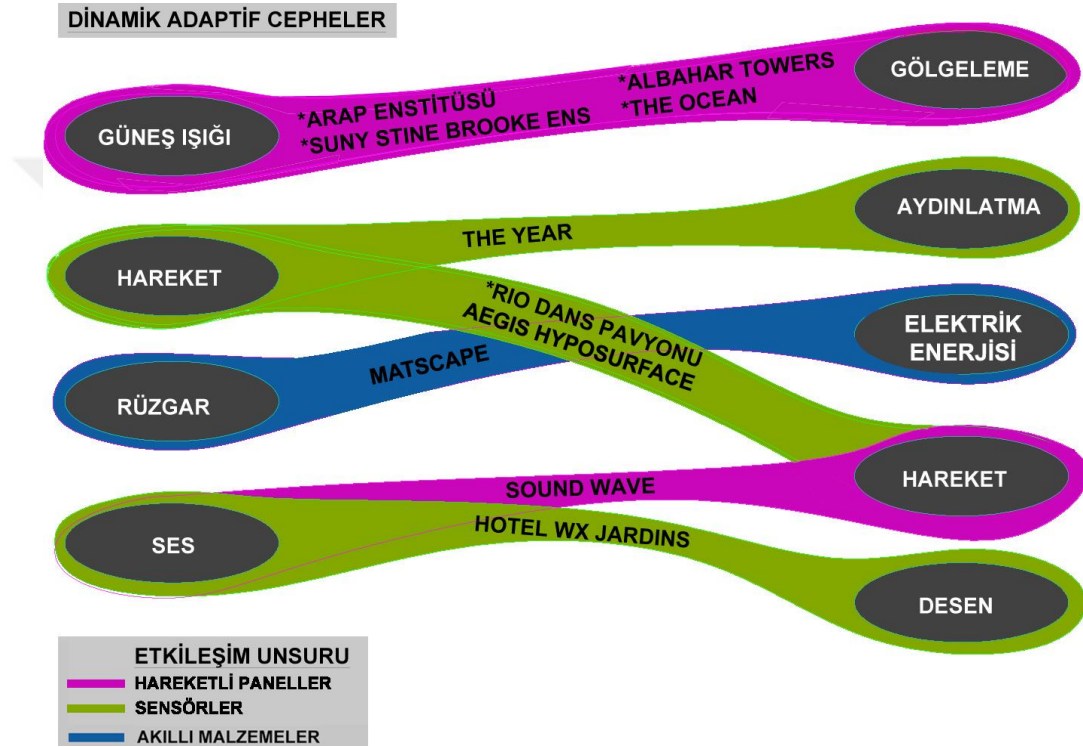 DİNAMİK ADAPTİF CEPHELER
GÜNEŞ IŞIĞI
*ARAP ENSTİTÜSÜ
*SUNY STINE BROOKE ENS
*ALBAHAR TOWERS
*THE OCEAN
GÖLGELEME
HAREKET
THE YEAR
AYDINLATMA
*RIO DANS PAVYONU
AEGIS HYPOSURFACE
RÜZGAR
MATSCAPE
ELEKTRİK
ENERJİSİ
SES
SOUND WAVE
HAREKET
HOTEL WX JARDINS
DESEN
ETKİLEŞİM UNSURU
HAREKETLİ PANELLER
SENSÖRLER
AKILLI MALZEMELER